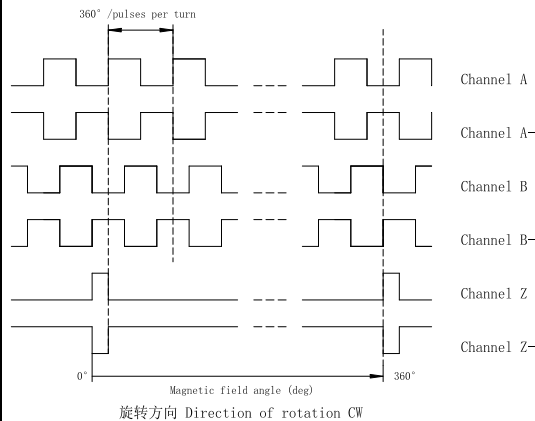 360° /pulses per turn
Channel A
Channel A-
Channel B
Channel B-
Channel Z
Channel Z-
0°
360°
Magnetic field angle (deg)
旋转方向 Direction of rotation CW